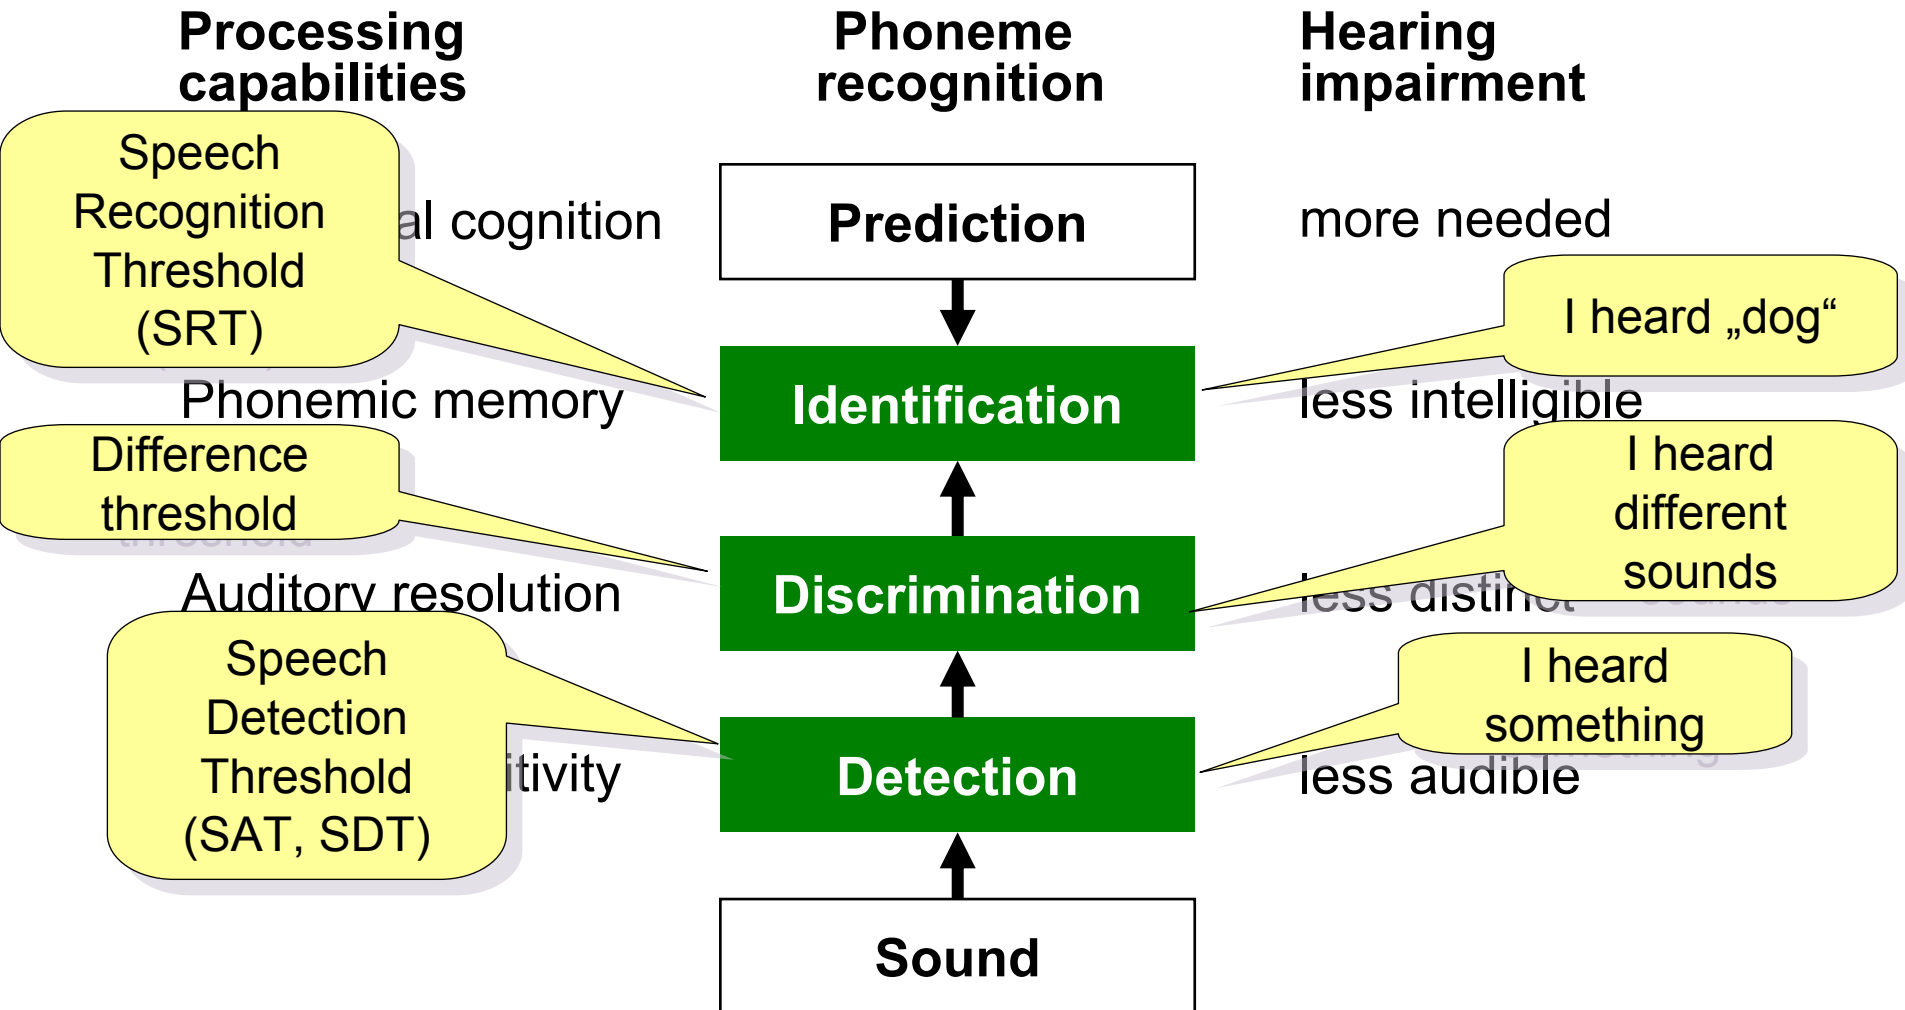 Processing
capabilities
Phoneme
recognition
Hearing
impairment
Speech
Recognition
Threshold
(SRT)
cognition
Prediction
more needed
I heard „dog“
Phonemic memory
Identification
less intelligible
Difference
threshold
I heard
different
sounds
Auditory resolution
Discrimination
less distinct
Speech
Detection
Threshold
(SAT, SDT)
I heard
something
Detection
less audible
Sound